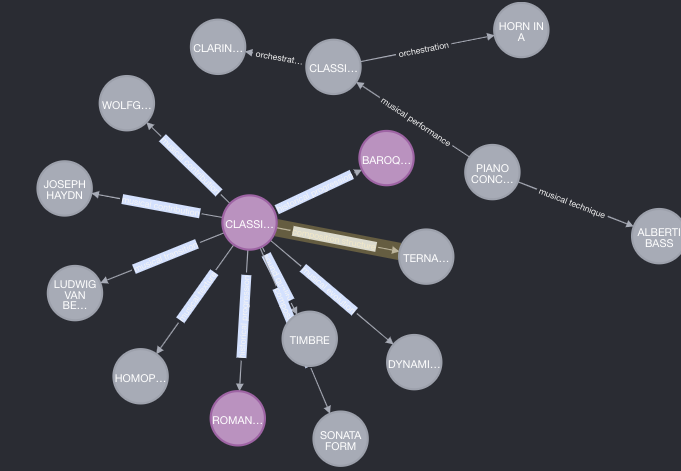 HORN IN
A
CLARIN...
orchestrat...
orchestration
CLASSI...
WOLFG...
musical performance
BAROQ...
PIANO
CONC...
JOSEPH
HAYDN
musical technique
CLASSI...
ALBERTI
BASS
TERNA...
LUDWIG
VAN
BE...
TIMBRE
DYNAMI...
HOMOP...
ROMAN...
SONATA
FORM